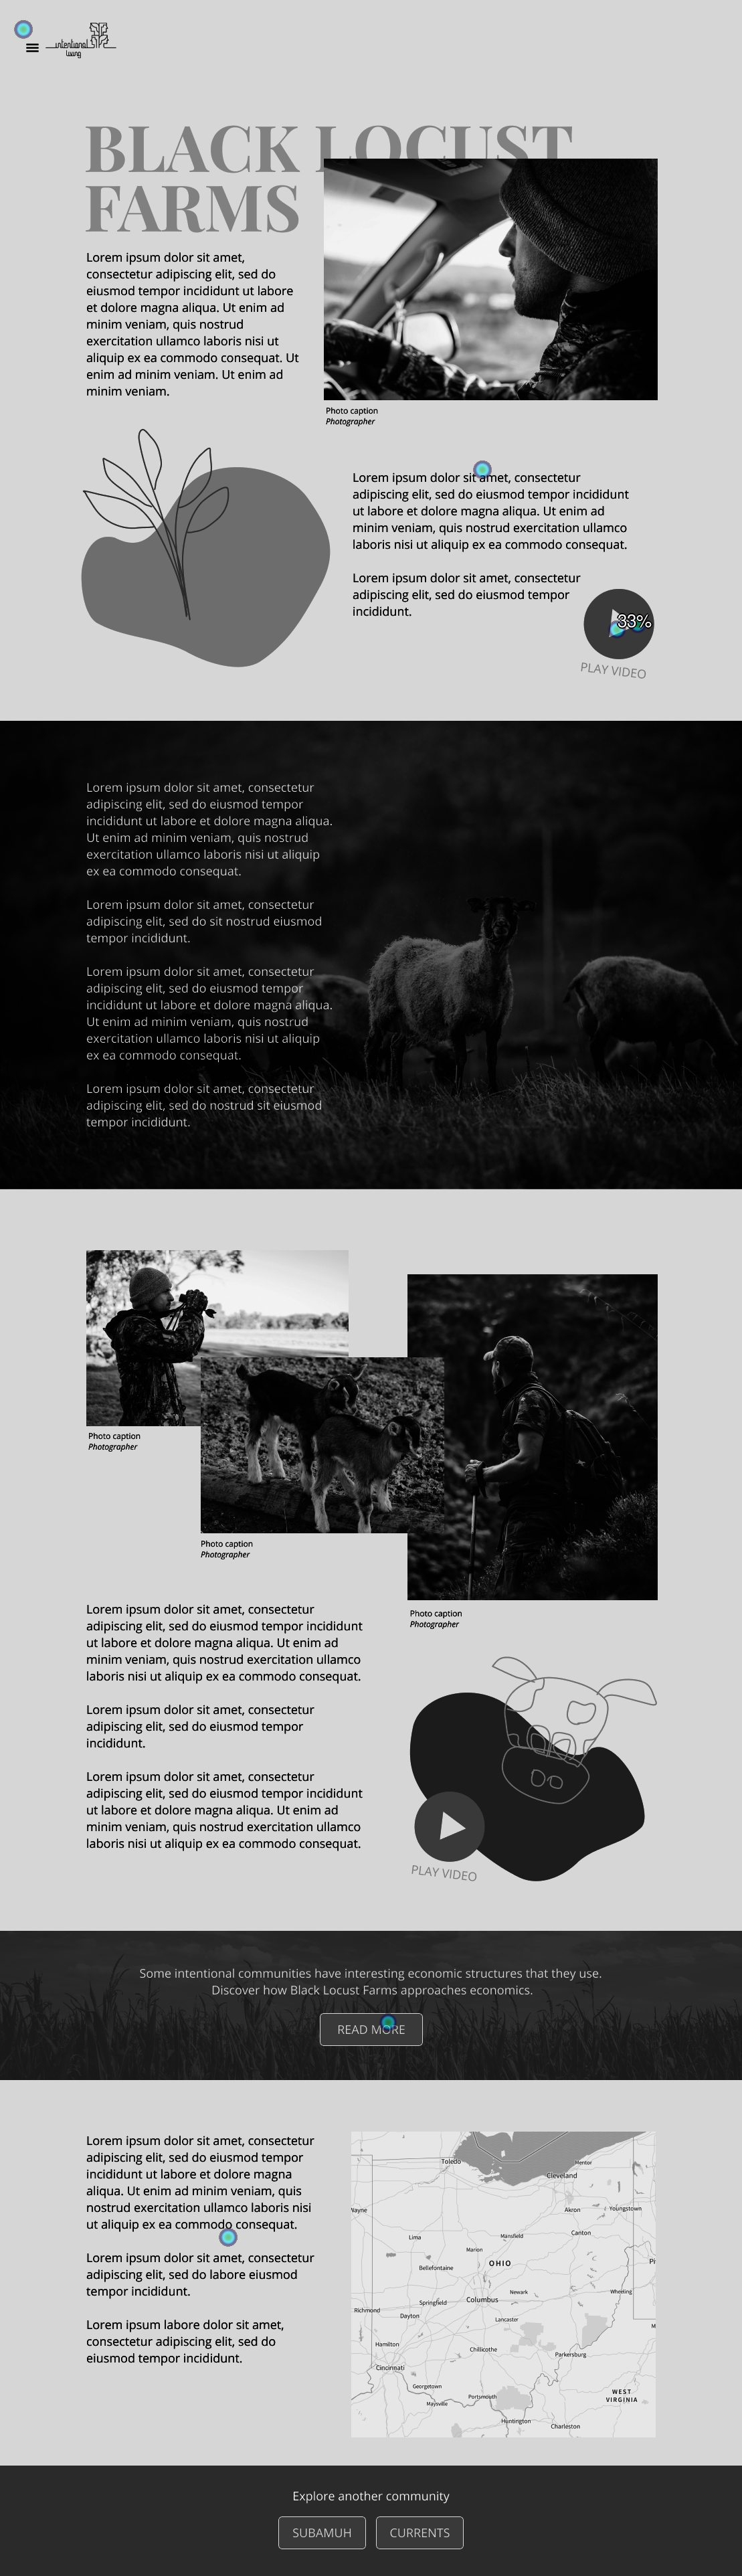 intentional
living
BLACK LOCUST
FARMS
Lorem ipsum dolor sit amet,
consectetur adipiscing elit, sed do
eiusmod tempor incididunt ut labore
et dolore magna aliqua. Ut enim ad
minim veniam, quis nostrud
exercitation ullamco laboris nisi ut
aliquip ex ea commodo consequat. Ut
enim ad minim veniam. Ut enim ad
minim veniam.
Photo caption
Photographer
Lorem ipsum dolor sit amet, consectetur
adipiscing elit, sed do eiusmod tempor incididunt
ut labore et dolore magna aliqua. Ut enim ad
minim veniam, quis nostrud exercitation ullamco
laboris nisi ut aliquip ex ea commodo consequat.
Lorem ipsum dolor sit amet, consectetur
adipiscing elit, sed do eiusmod tempor
incididunt.
33%
PLAY VIDEO
Lorem ipsum dolor sit amet, consectetur
adipiscing elit, sed do eiusmod tempor
incididunt ut labore et dolore magna aliqua.
Ut enim ad minim veniam, quis nostrud
exercitation ullamco laboris nisi ut aliquip
ex ea commodo consequat.
Lorem ipsum dolor sit amet, consectetur
adipiscing elit, sed do sit nostrud eiusmod
tempor incididunt.
Lorem ipsum dolor sit amet, consectetur
adipiscing elit, sed do eiusmod tempor
incididunt ut labore et dolore magna aliqua.
Ut enim ad minim veniam, quis nostrud
exercitation ullamco laboris nisi ut aliquip
ex ea commodo consequat.
Lorem ipsum dolor sit amet, consectetur
adipiscing elit, sed do nostrud sit eiusmod
tempor incididunt.
Photo caption
Photographer
Photo caption
Photographer
Photo caption
Photographer
Lorem ipsum dolor sit amet, consectetur
adipiscing elit, sed do eiusmod tempor incididunt
ut labore et dolore magna aliqua. Ut enim ad
minim veniam, quis nostrud exercitation ullamco
laboris nisi ut aliquip ex ea commodo consequat.
Lorem ipsum dolor sit amet, consectetur
adipiscing elit, sed do eiusmod tempor
incididunt.
Lorem ipsum dolor sit amet, consectetur
adipiscing elit, sed do eiusmod tempor incididunt
ut labore et dolore magna aliqua. Ut enim ad
minim veniam, quis nostrud exercitation ullamco
laboris nisi ut aliquip ex ea commodo consequat.
PLAY VIDEO
Some intentional communities have interesting economic structures that they use.
Discover how Black Locust Farms approaches economics.
READ MORE
Lorem ipsum dolor sit amet, consectetur
adipiscing elit, sed do eiusmod tempor
incididunt ut labore et dolore magna
aliqua. Ut enim ad minim veniam, quis
nostrud exercitation ullamco laboris nisi
ut aliquip ex ea commodo consequat.
Lorem ipsum dolor sit amet, consectetur
adipiscing elit, sed do labore eiusmod
tempor incididunt.
Lorem ipsum labore dolor sit amet,
consectetur adipiscing elit, sed do
eiusmod tempor incididunt.
Toledo
Mentor
Cleveland
Wayne
Akron
Youngstown
Lima
Mansfield
Canton
Marion
OHIO
Pi
Bellefontaine
Newark
Wheeling
Springfield
Columbus
Richmond
Dayton
Lancaster
M
Hamilton
Chillicothe
Parkersburg
Cincinnati
Georgetown
Maysville
Portsmouth
WEST
VIRGINIA
Huntington
Charleston
Explore another community
SUBAMUH
CURRENTS